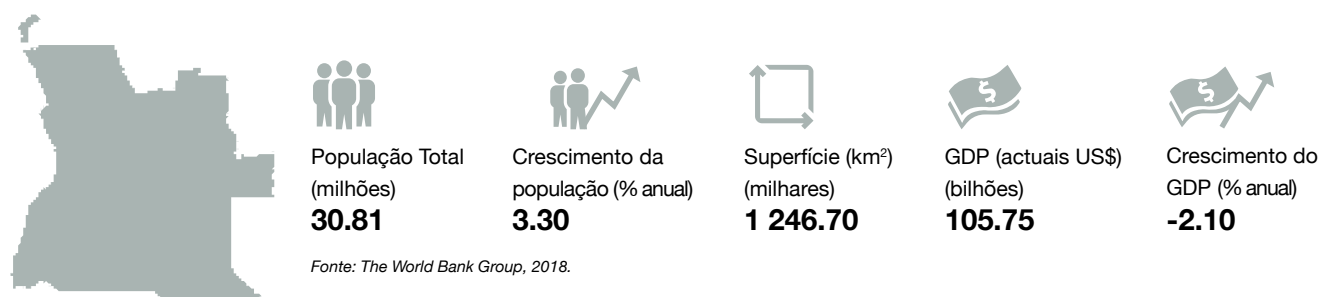 População Total
(milhões)
30.81
Crescimento da
população (% anual)
3.30
Superfície (km²)
(milhares)
1 246.70
GDP (actuais US$)
(bilhões)
105.75
Crescimento do
GDP (% anual)
-2.10
Fonte: The World Bank Group, 2018.